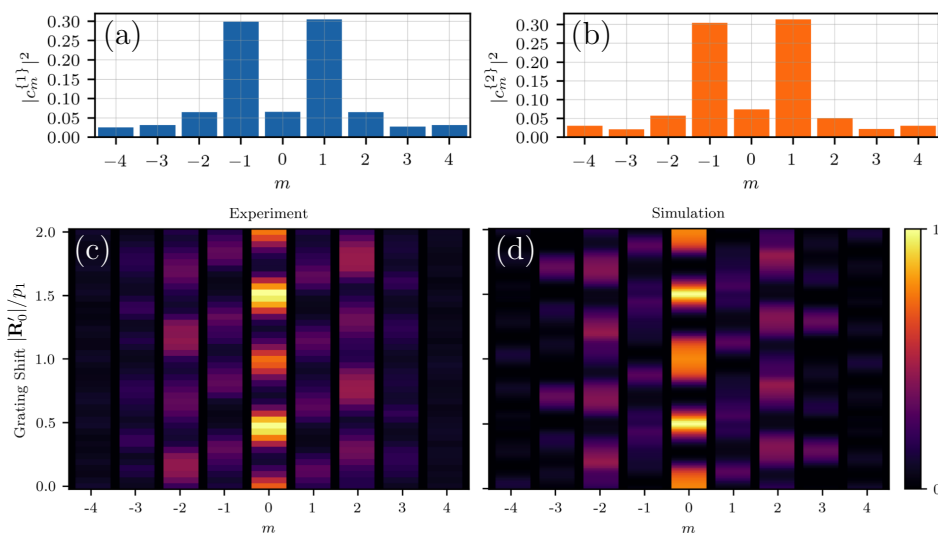 (a)
|c_m^{1}|^2
0.30
0.25
0.20
0.15
0.10
0.05
0.00
−4 −3 −2 −1 0 1 2 3 4
m
(b)
|c_m^{2}|^2
0.30
0.25
0.20
0.15
0.10
0.05
0.00
−4 −3 −2 −1 0 1 2 3 4
m
Experiment
(c)
Grating Shift |R'_0|/p_1
2.0
1.5
1.0
0.5
0.0
-4 -3 -2 -1 0 1 2 3 4
m
Simulation
(d)
-4 -3 -2 -1 0 1 2 3 4
m
1
0